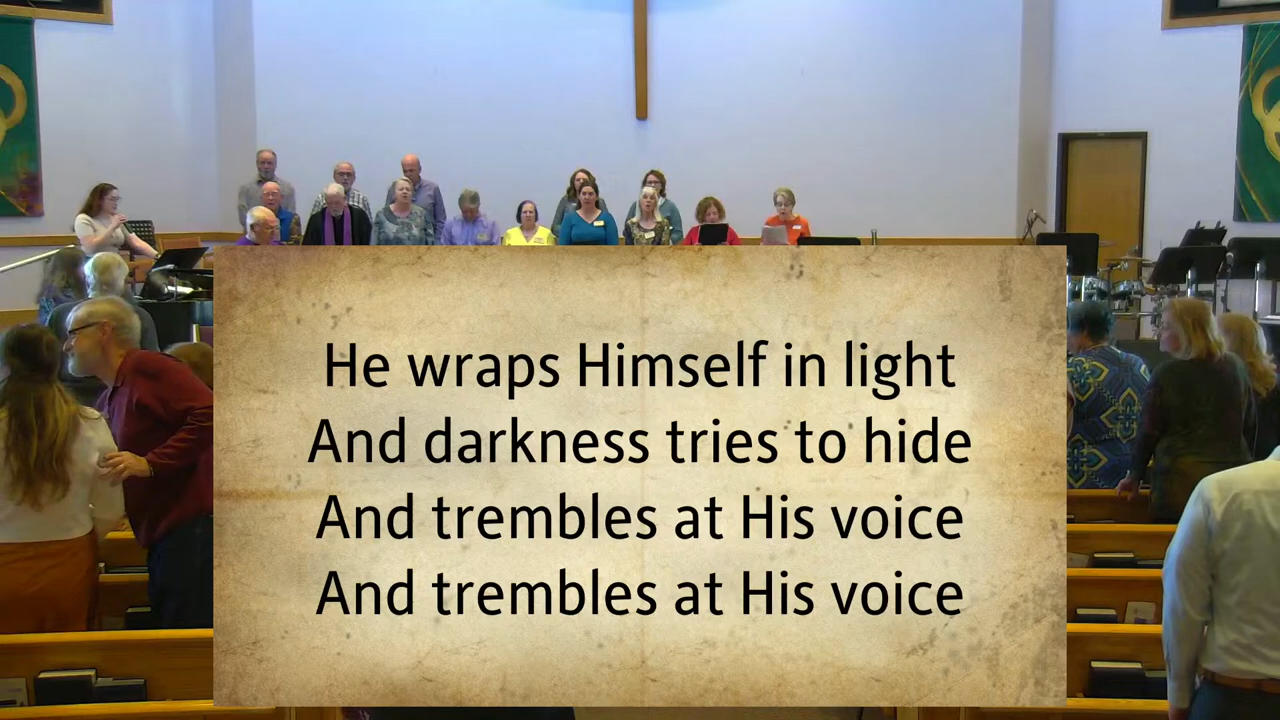 He wraps Himself in light
And darkness tries to hide
And trembles at His voice
And trembles at His voice